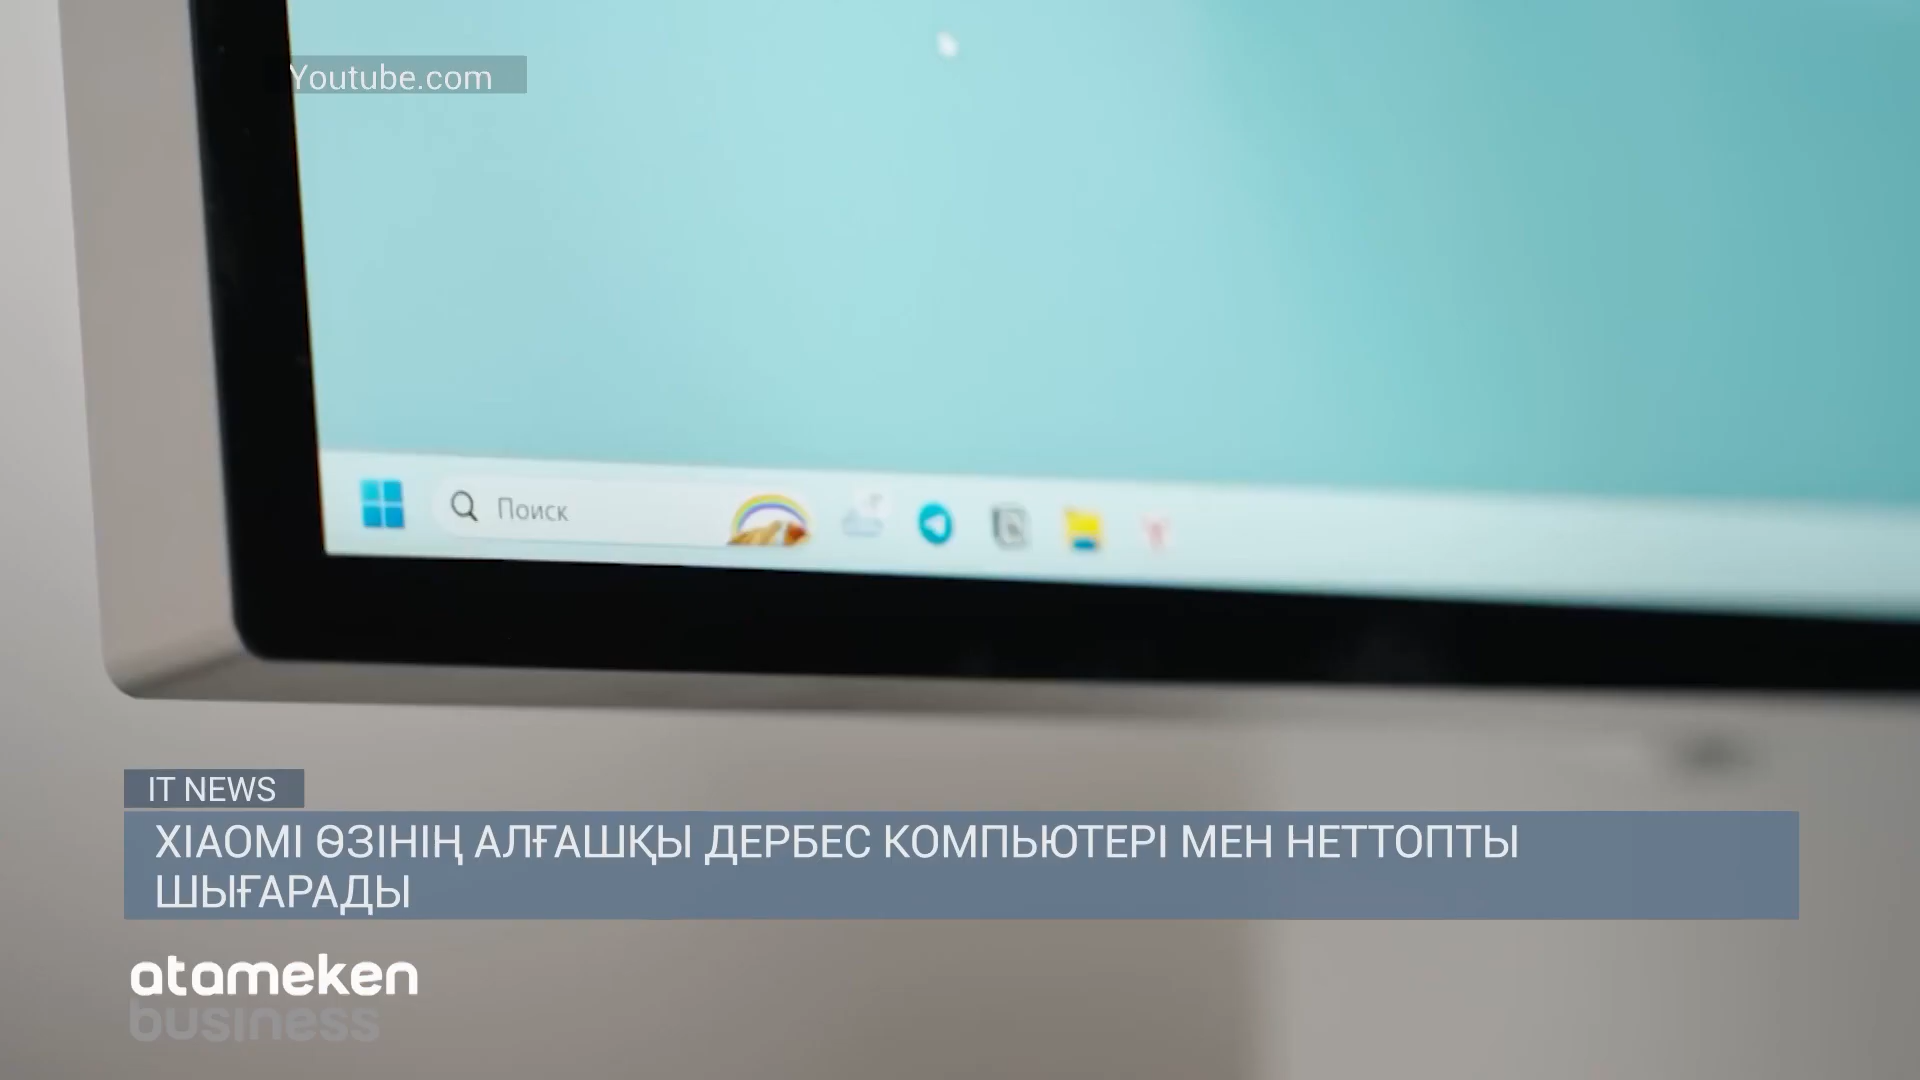 Youtube.com
Поиск
IT NEWS
XIAOMI ӨЗІНІҢ АЛҒАШҚЫ ДЕРБЕС КОМПЬЮТЕРІ МЕН НЕТТОПТЫ
ШЫҒАРАДЫ
atameken
business